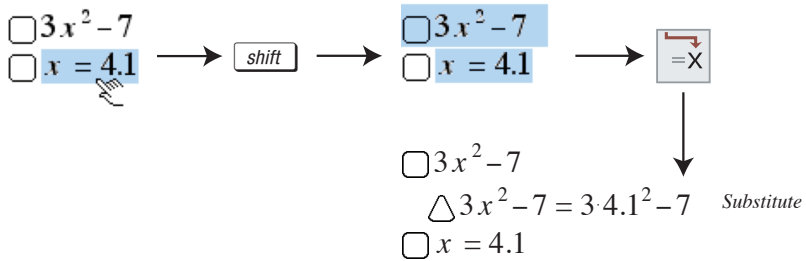 3x² − 7
x = 4.1
shift
3x² − 7
x = 4.1
=X
3x² − 7
3x² − 7 = 3·4.1² − 7 Substitute
x = 4.1